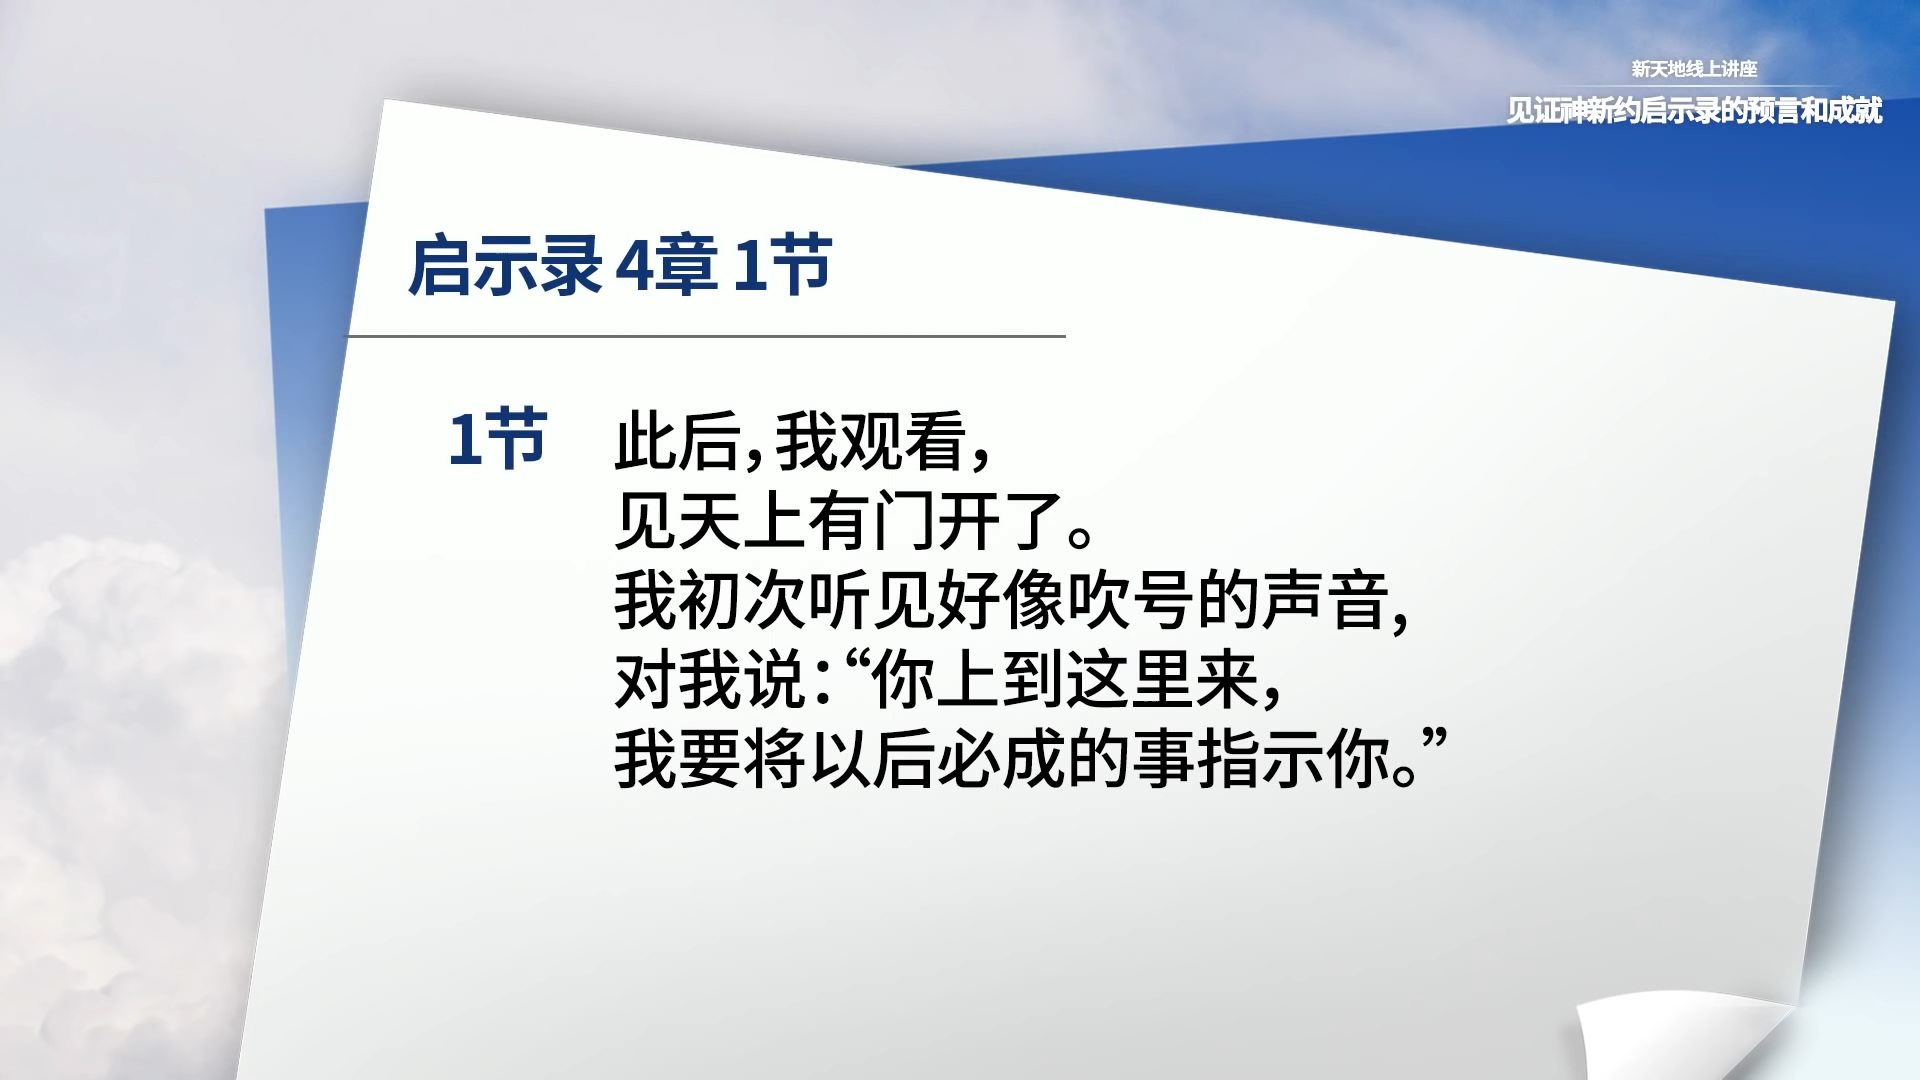 新天地线上讲座
见证神新约启示录的预言和成就
启示录 4章 1节
1节 此后，我观看，
见天上有门开了。
我初次听见好像吹号的声音，
对我说：“你上到这里来，
我要将以后必成的事指示你。”